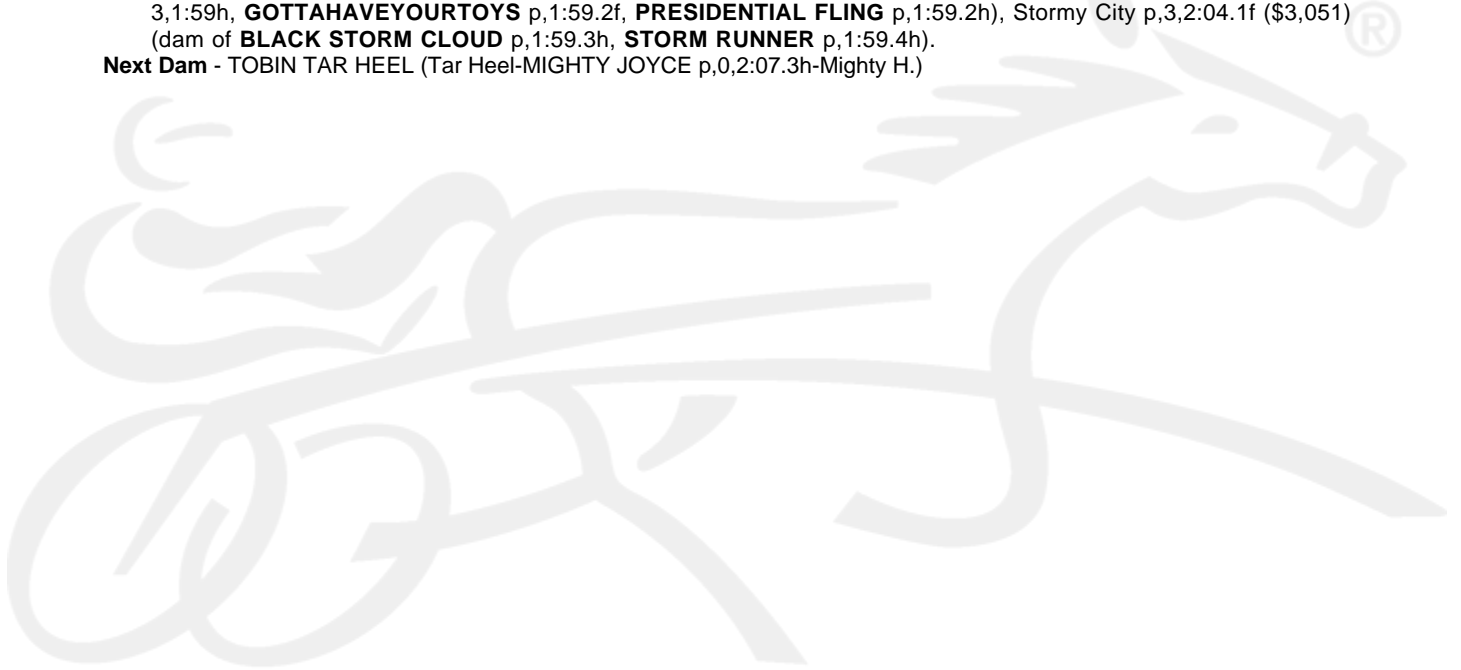 3,1:59h, GOTTAHAVEYOURTOYS p,1:59.2f, PRESIDENTIAL FLING p,1:59.2h), Stormy City p,3,2:04.1f ($3,051)
(dam of BLACK STORM CLOUD p,1:59.3h, STORM RUNNER p,1:59.4h).
Next Dam - TOBIN TAR HEEL (Tar Heel-MIGHTY JOYCE p,0,2:07.3h-Mighty H.)
®